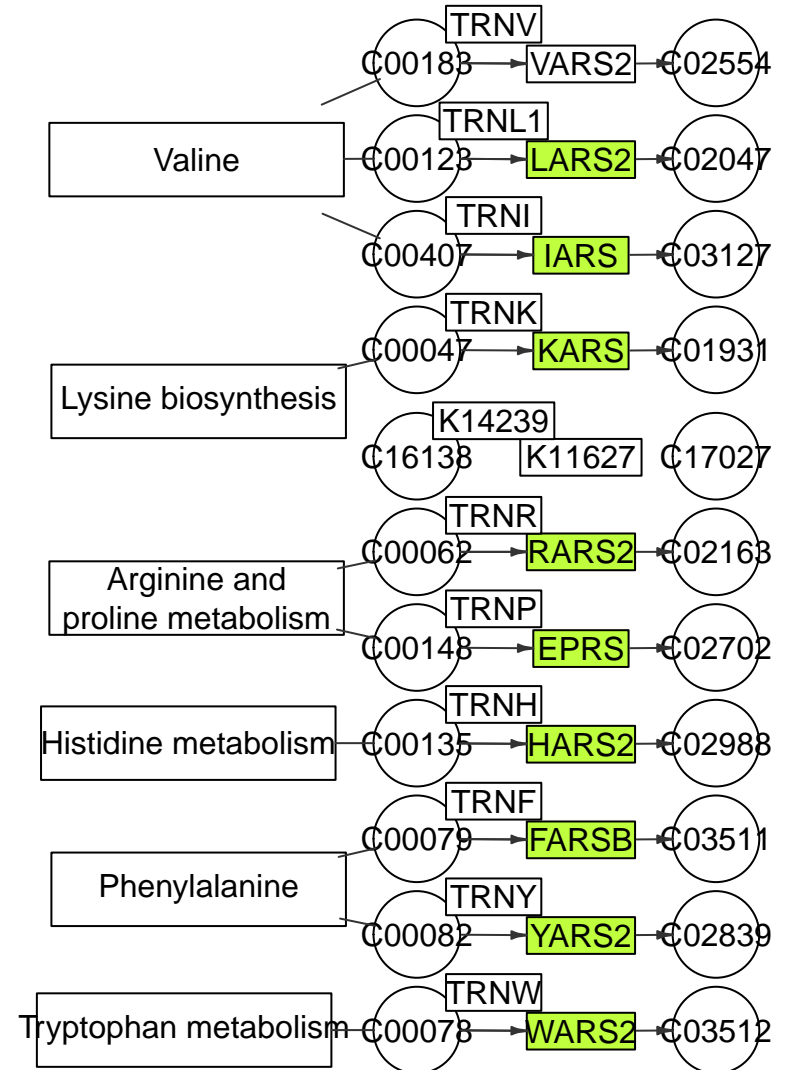 TRNV
C00183
VARS2
C02554
TRNL1
Valine
C00123
LARS2
C02047
TRNI
C00407
IARS
C03127
TRNK
C00047
KARS
C01931
Lysine biosynthesis
K14239
C16138
K11627
C17027
TRNR
C00062
RARS2
C02163
Arginine and
proline metabolism
TRNP
C00148
EPRS
C02702
TRNH
Histidine metabolism
C00135
HARS2
C02988
TRNF
C00079
FARSB
C03511
Phenylalanine
TRNY
C00082
YARS2
C02839
TRNW
Tryptophan metabolism
C00078
WARS2
C03512